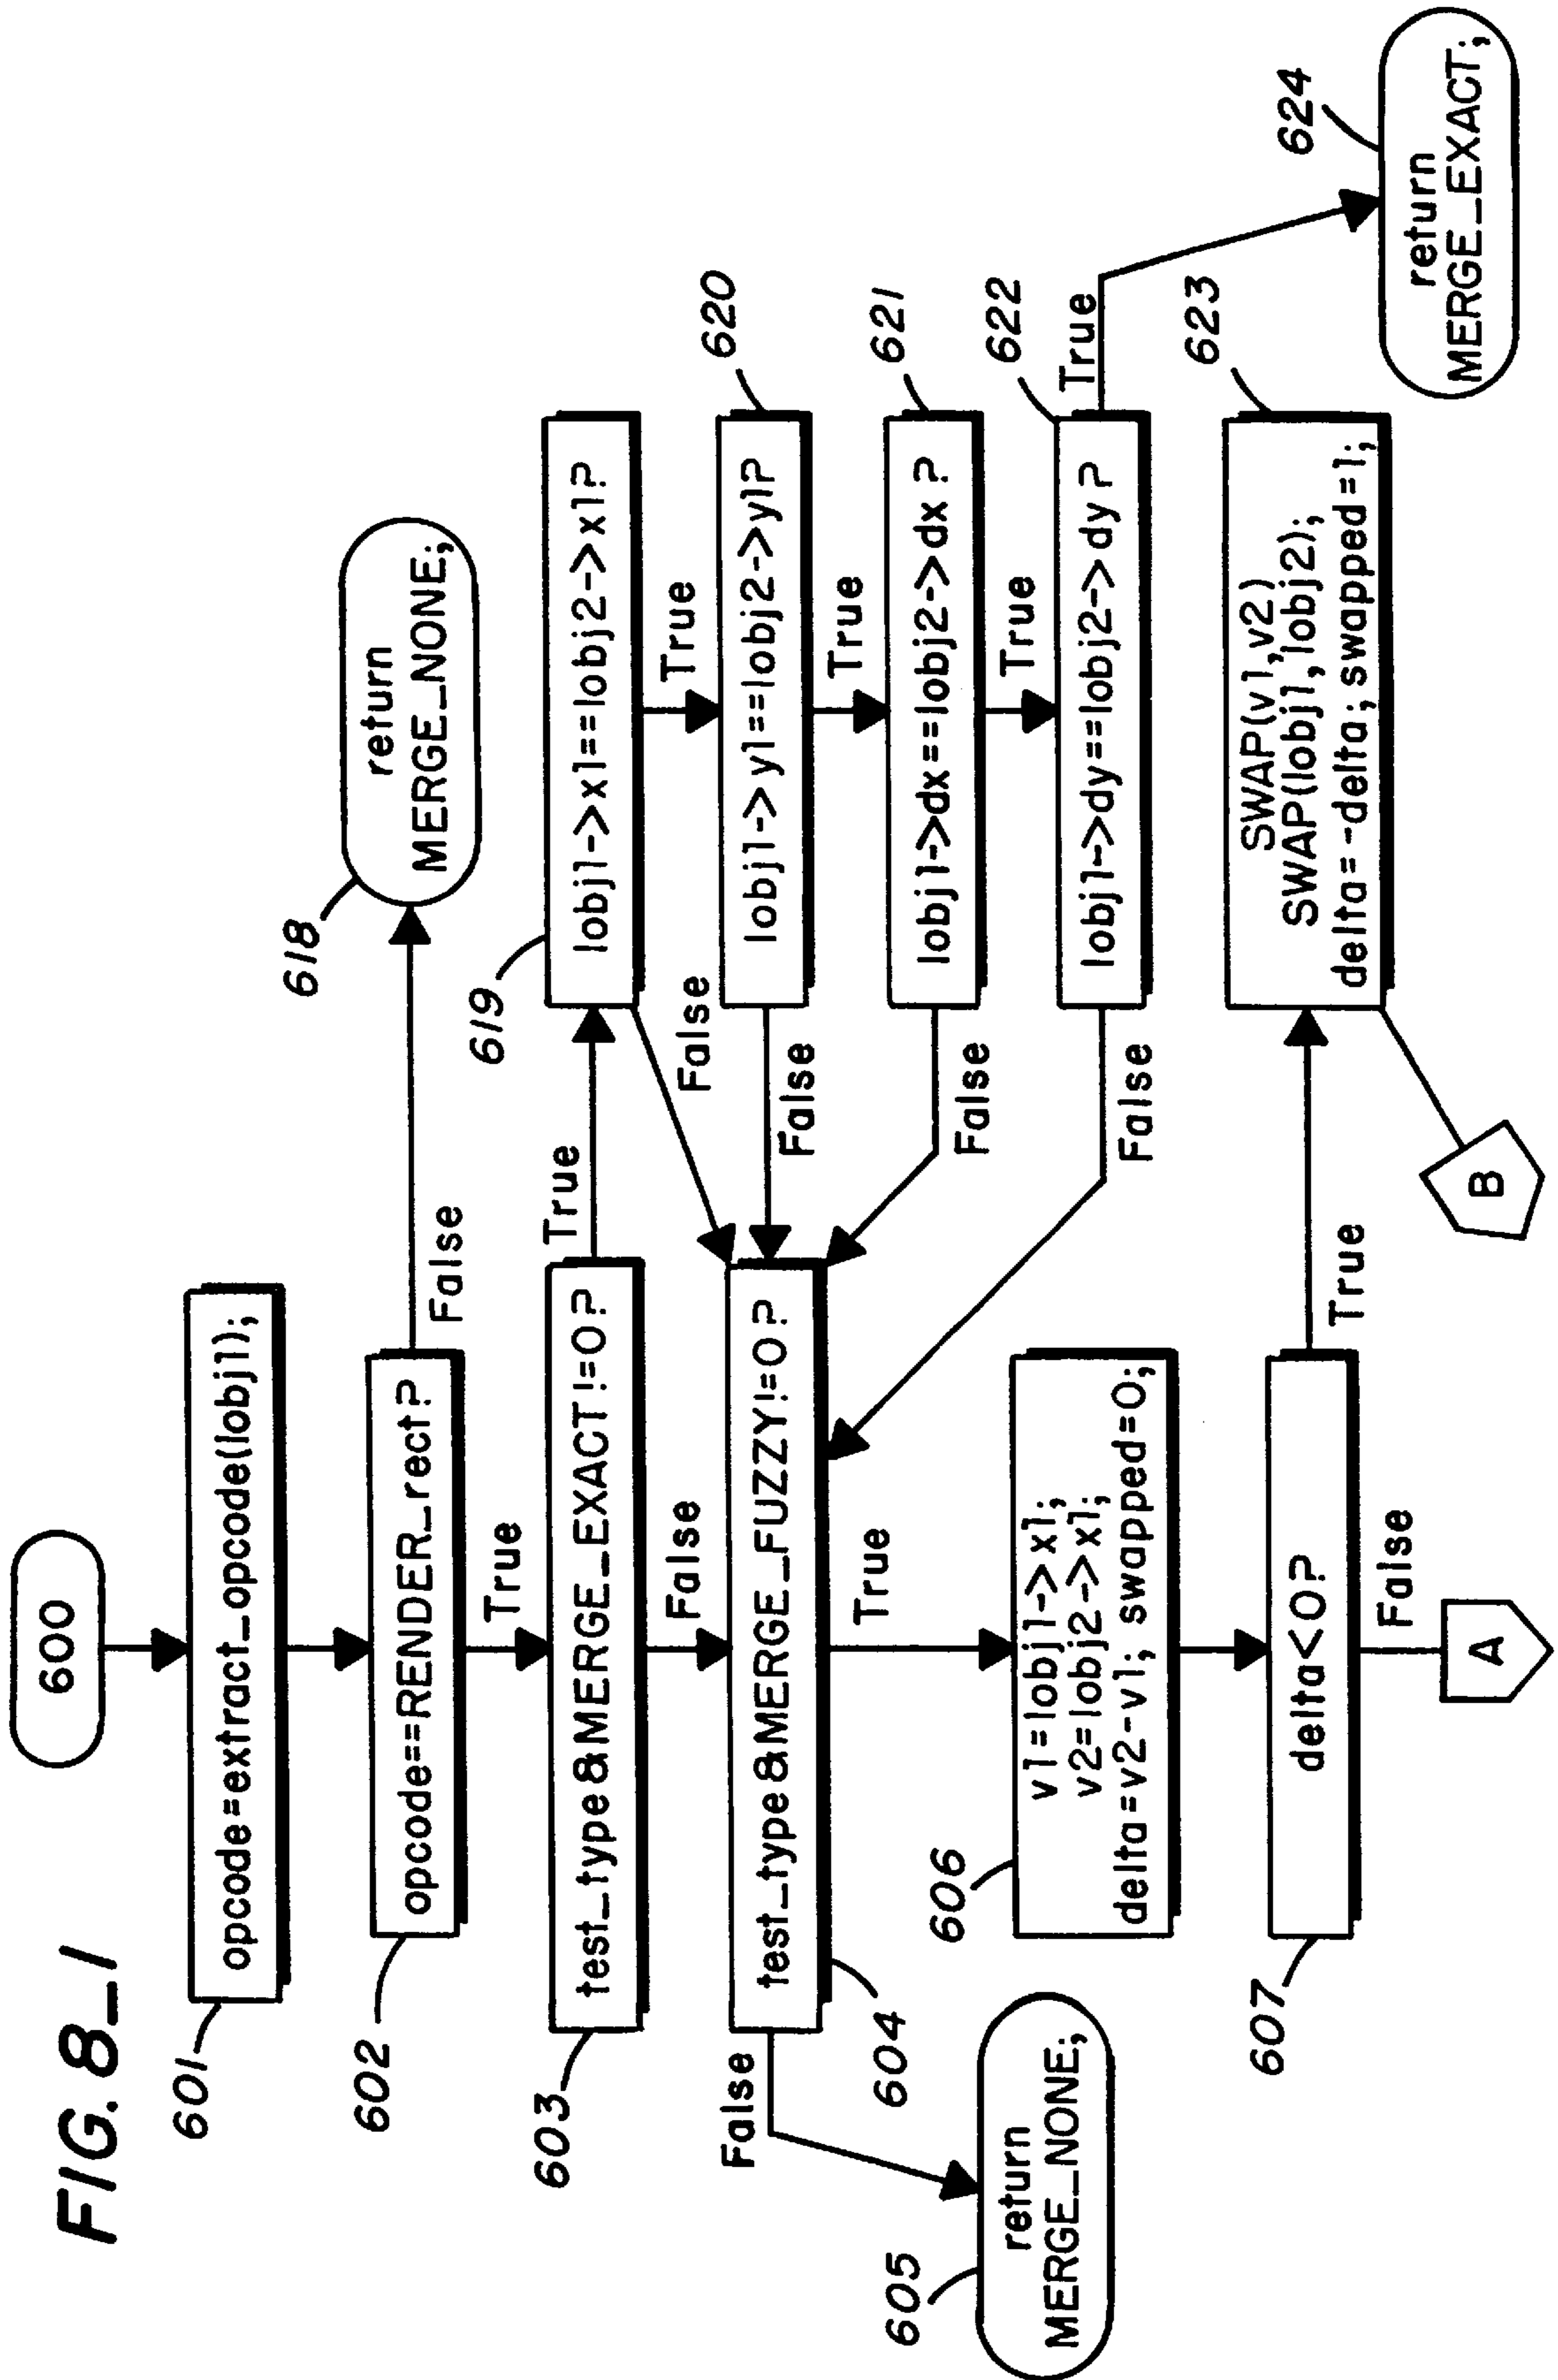 FIG. 8_1
600
601
opcode=extract_opcode(lobj1);
602
opcode==RENDER_rect?
False
618
return
MERGE_NONE;
True
603
test_type&MERGE_EXACT!=0?
True
619
lobj1->x1==lobj2->x1?
False
True
False
620
lobj1->y1==lobj2->y1?
False
True
621
lobj1->dx==lobj2->dx?
False
True
622
lobj1->dy==lobj2->dy?
False
True
624
return
MERGE_EXACT;
604
test_type&MERGE_FUZZY!=0?
False
605
return
MERGE_NONE;
True
606
v1=lobj1->x1;
v2=lobj2->x1;
delta=v2-v1; swapped=0;
607
delta<0?
True
623
SWAP(v1,v2)
SWAP(lobj1,lobj2);
delta=-delta; swapped=1;
False
A
B